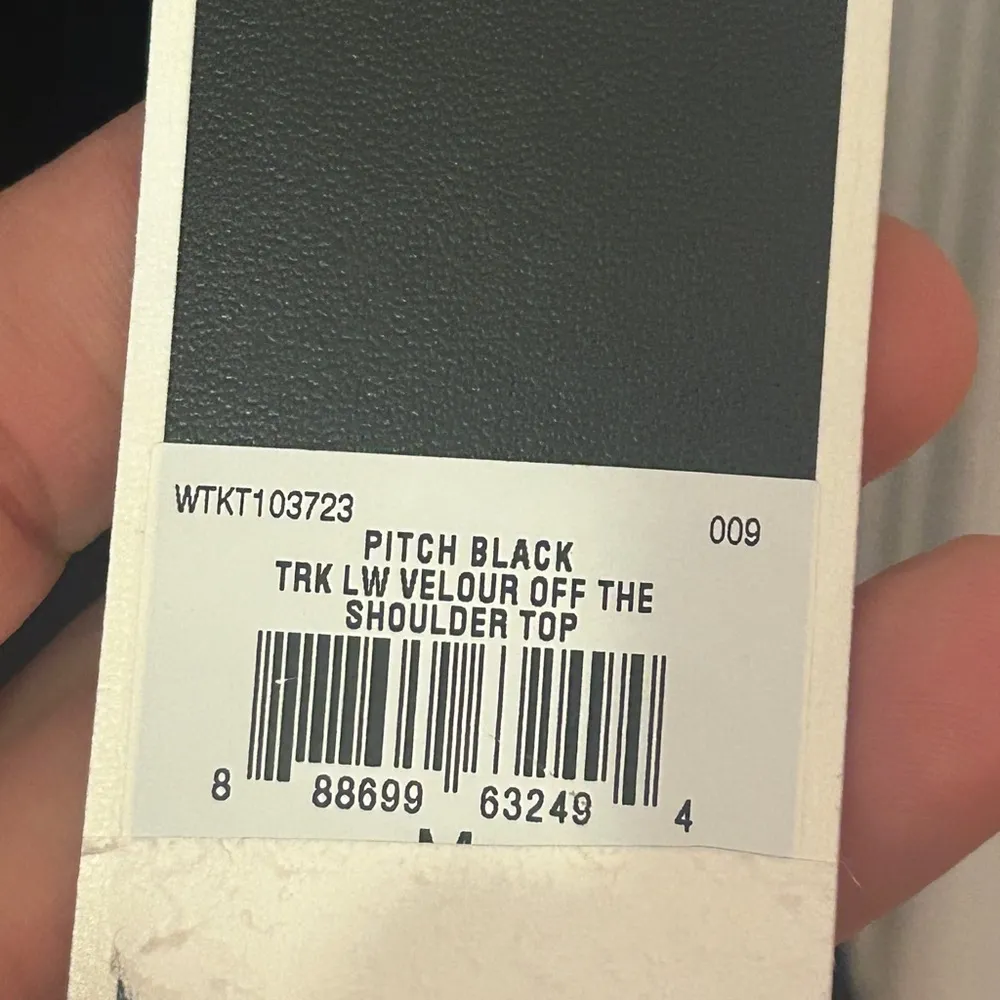 WTKT103723
009
PITCH BLACK
TRK LW VELOUR OFF THE
SHOULDER TOP
8 88699 63249 4
M